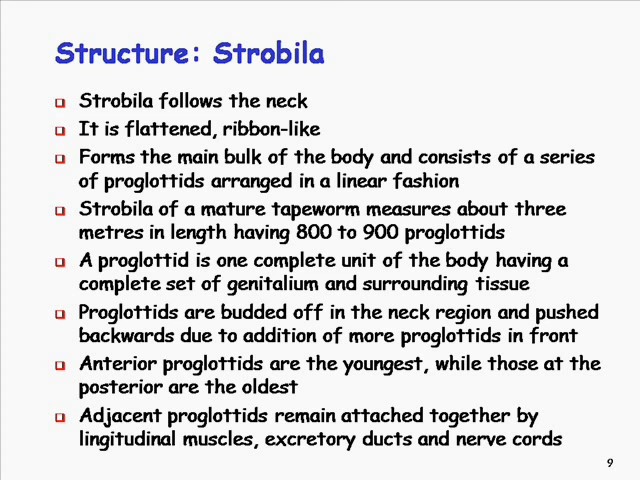 Structure: Strobila
Strobila follows the neck
It is flattened, ribbon-like
Forms the main bulk of the body and consists of a series
of proglottids arranged in a linear fashion
Strobila of a mature tapeworm measures about three
metres in length having 800 to 900 proglottids
A proglottid is one complete unit of the body having a
complete set of genitalium and surrounding tissue
Proglottids are budded off in the neck region and pushed
backwards due to addition of more proglottids in front
Anterior proglottids are the youngest, while those at the
posterior are the oldest
Adjacent proglottids remain attached together by
lingitudinal muscles, excretory ducts and nerve cords
9